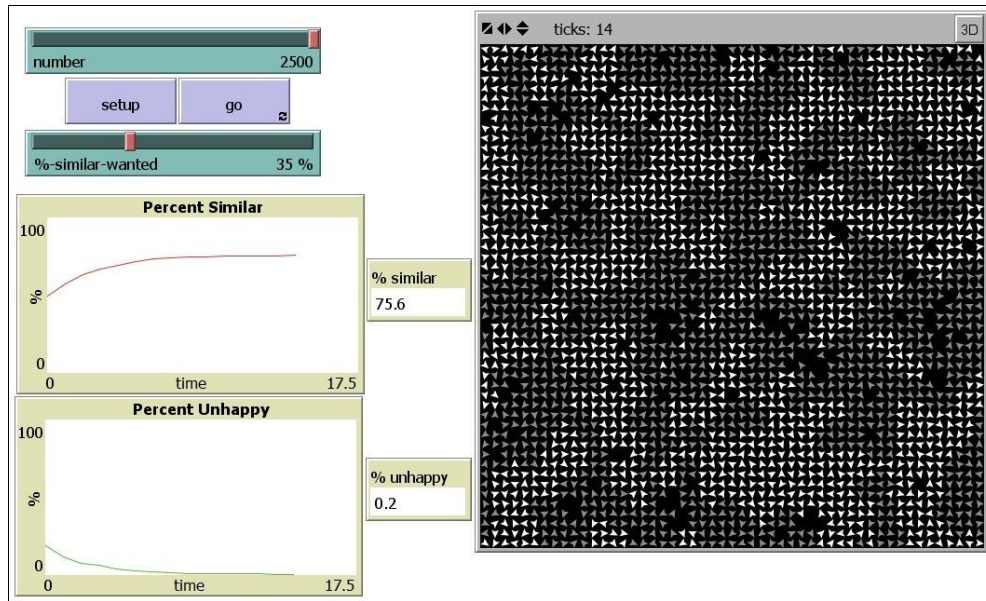 number 2500
setup
go
%-similar-wanted 35 %
Percent Similar
100
%
0
0 time 17.5
% similar
75.6
Percent Unhappy
100
%
0
0 time 17.5
% unhappy
0.2
ticks: 14
3D